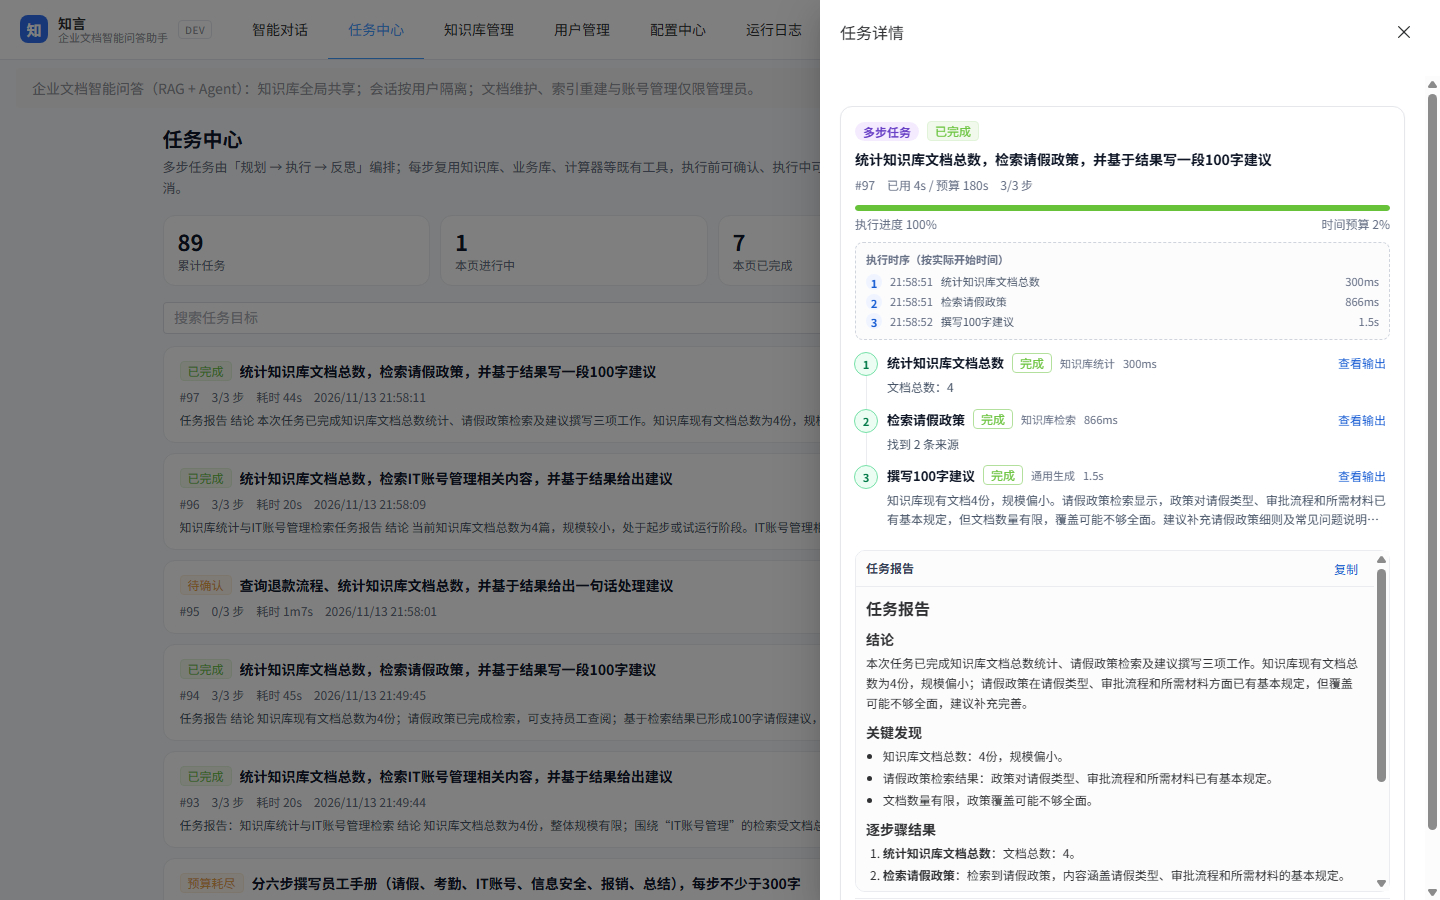 知
知言
企业文档智能问答助手
DEV
智能对话
任务中心
知识库管理
用户管理
配置中心
运行日志
企业文档智能问答（RAG + Agent）：知识库全局共享；会话按用户隔离；文档维护、索引重建与账号管理仅限管理员。
任务中心
多步任务由「规划 → 执行 → 反思」编排；每步复用知识库、业务库、计算器等既有工具，执行前可确认、执行中可
消。
89
累计任务
1
本页进行中
7
本页已完成
搜索任务目标
已完成 统计知识库文档总数，检索请假政策，并基于结果写一段100字建议
#97 3/3 步 耗时 44s 2026/11/13 21:58:11
任务报告 结论 本次任务已完成知识库文档总数统计、请假政策检索及建议撰写三项工作。知识库现有文档总数为4份，规
已完成 统计知识库文档总数，检索IT账号管理相关内容，并基于结果给出建议
#96 3/3 步 耗时 20s 2026/11/13 21:58:09
知识库统计与IT账号管理检索任务报告 结论 当前知识库文档总数为4篇，规模较小，处于起步或试运行阶段。IT账号管理
待确认 查询退款流程、统计知识库文档总数，并基于结果给出一句话处理建议
#95 0/3 步 耗时 1m7s 2026/11/13 21:58:01
已完成 统计知识库文档总数，检索请假政策，并基于结果写一段100字建议
#94 3/3 步 耗时 45s 2026/11/13 21:49:45
任务报告 结论 知识库现有文档总数为4份；请假政策已完成检索，可支持员工查阅；基于检索结果已形成100字请假建议，
已完成 统计知识库文档总数，检索IT账号管理相关内容，并基于结果给出建议
#93 3/3 步 耗时 20s 2026/11/13 21:49:44
任务报告：知识库统计与IT账号管理检索 结论 知识库文档总数为4份，整体规模有限；围绕“IT账号管理”的检索受文档总
预算耗尽 分六步撰写员工手册（请假、考勤、IT账号、信息安全、报销、总结），每步不少于300字
任务详情
多步任务 已完成
统计知识库文档总数，检索请假政策，并基于结果写一段100字建议
#97 已用 4s / 预算 180s 3/3 步
执行进度 100% 时间预算 2%
执行时序（按实际开始时间）
1 21:58:51 统计知识库文档总数 300ms
2 21:58:51 检索请假政策 866ms
3 21:58:52 撰写100字建议 1.5s
1 统计知识库文档总数 完成 知识库统计 300ms 查看输出
文档总数：4
2 检索请假政策 完成 知识库检索 866ms 查看输出
找到 2 条来源
3 撰写100字建议 完成 通用生成 1.5s 查看输出
知识库现有文档4份，规模偏小。请假政策检索显示，政策对请假类型、审批流程和所需材料已
有基本规定，但文档数量有限，覆盖可能不够全面。建议补充请假政策细则及常见问题说明…
任务报告 复制
任务报告
结论
本次任务已完成知识库文档总数统计、请假政策检索及建议撰写三项工作。知识库现有文档总
数为4份，规模偏小；请假政策在请假类型、审批流程和所需材料方面已有基本规定，但覆盖
可能不够全面，建议补充完善。
关键发现
• 知识库文档总数：4份，规模偏小。
• 请假政策检索结果：政策对请假类型、审批流程和所需材料已有基本规定。
• 文档数量有限，政策覆盖可能不够全面。
逐步骤结果
1. 统计知识库文档总数：文档总数：4。
2. 检索请假政策：检索到请假政策，内容涵盖请假类型、审批流程和所需材料的基本规定。